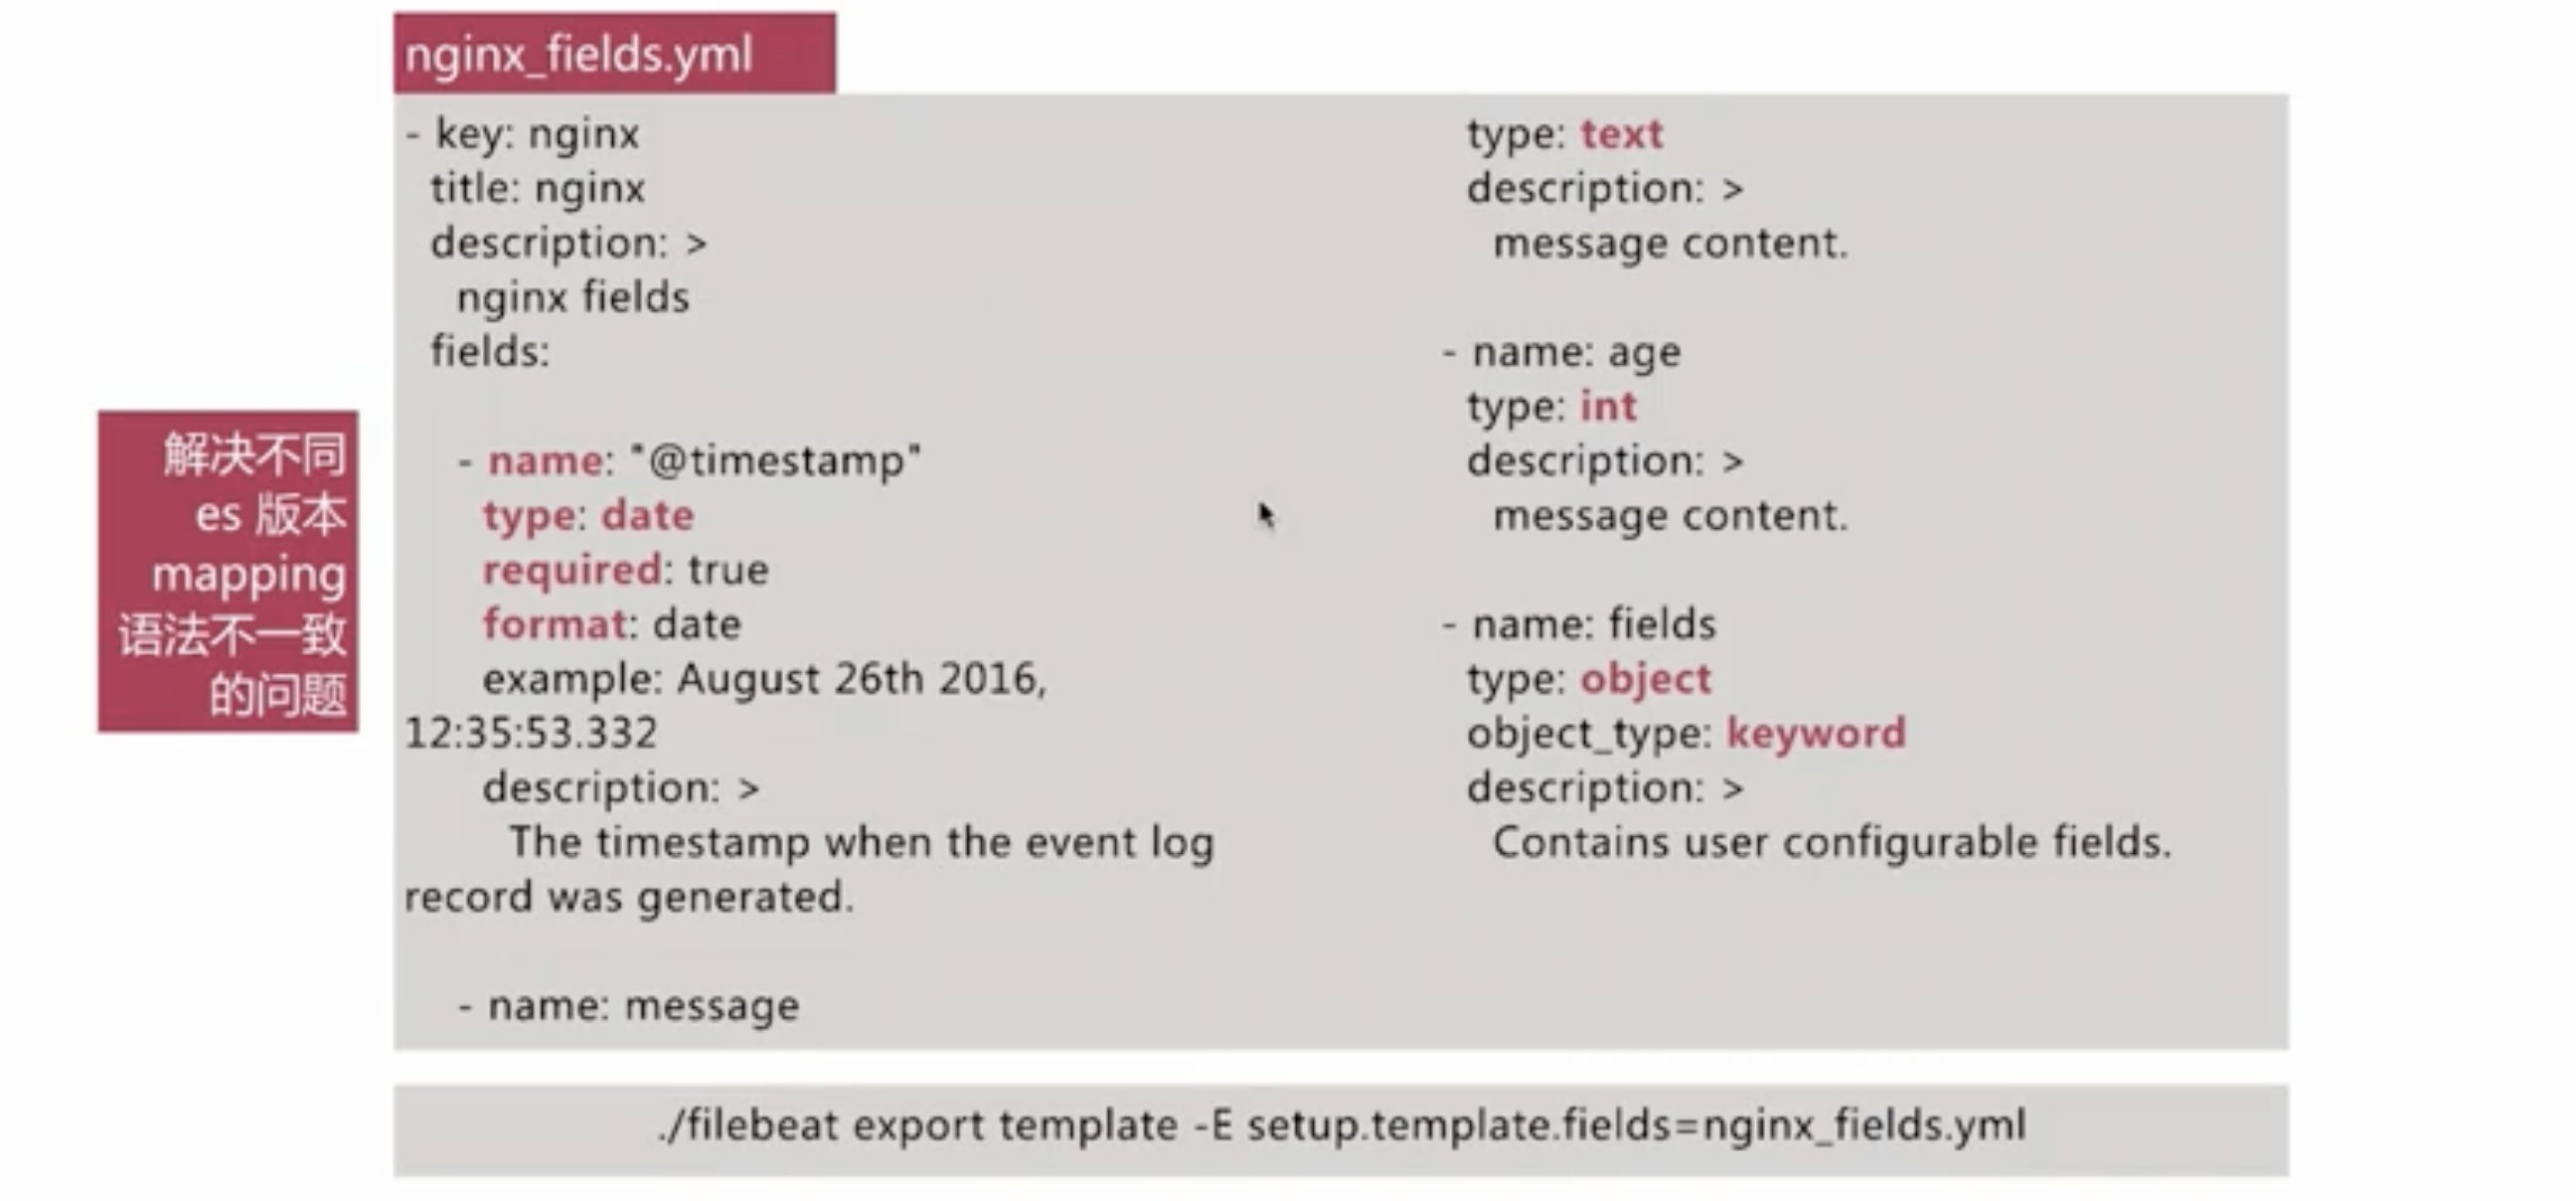 nginx_fields.yml
解决不同
es 版本
mapping
语法不一致
的问题
- key: nginx
title: nginx
description: >
nginx fields
fields:
- name: "@timestamp"
type: date
required: true
format: date
example: August 26th 2016,
12:35:53.332
description: >
The timestamp when the event log
record was generated.
- name: message
type: text
description: >
message content.
- name: age
type: int
description: >
message content.
- name: fields
type: object
object_type: keyword
description: >
Contains user configurable fields.
./filebeat export template -E setup.template.fields=nginx_fields.yml